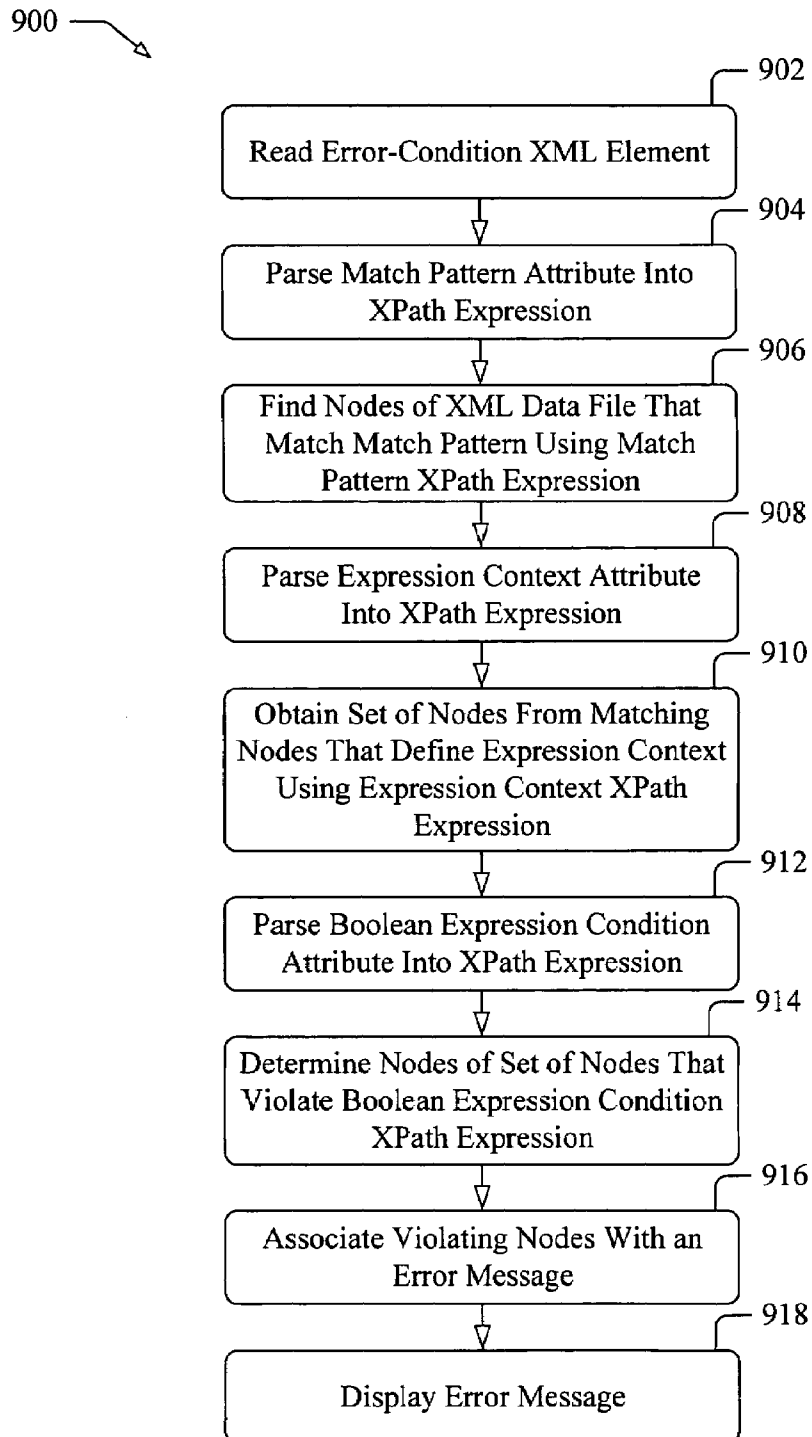 900
902
Read Error-Condition XML Element
904
Parse Match Pattern Attribute Into
XPath Expression
906
Find Nodes of XML Data File That
Match Match Pattern Using Match
Pattern XPath Expression
908
Parse Expression Context Attribute
Into XPath Expression
910
Obtain Set of Nodes From Matching
Nodes That Define Expression Context
Using Expression Context XPath
Expression
912
Parse Boolean Expression Condition
Attribute Into XPath Expression
914
Determine Nodes of Set of Nodes That
Violate Boolean Expression Condition
XPath Expression
916
Associate Violating Nodes With an
Error Message
918
Display Error Message